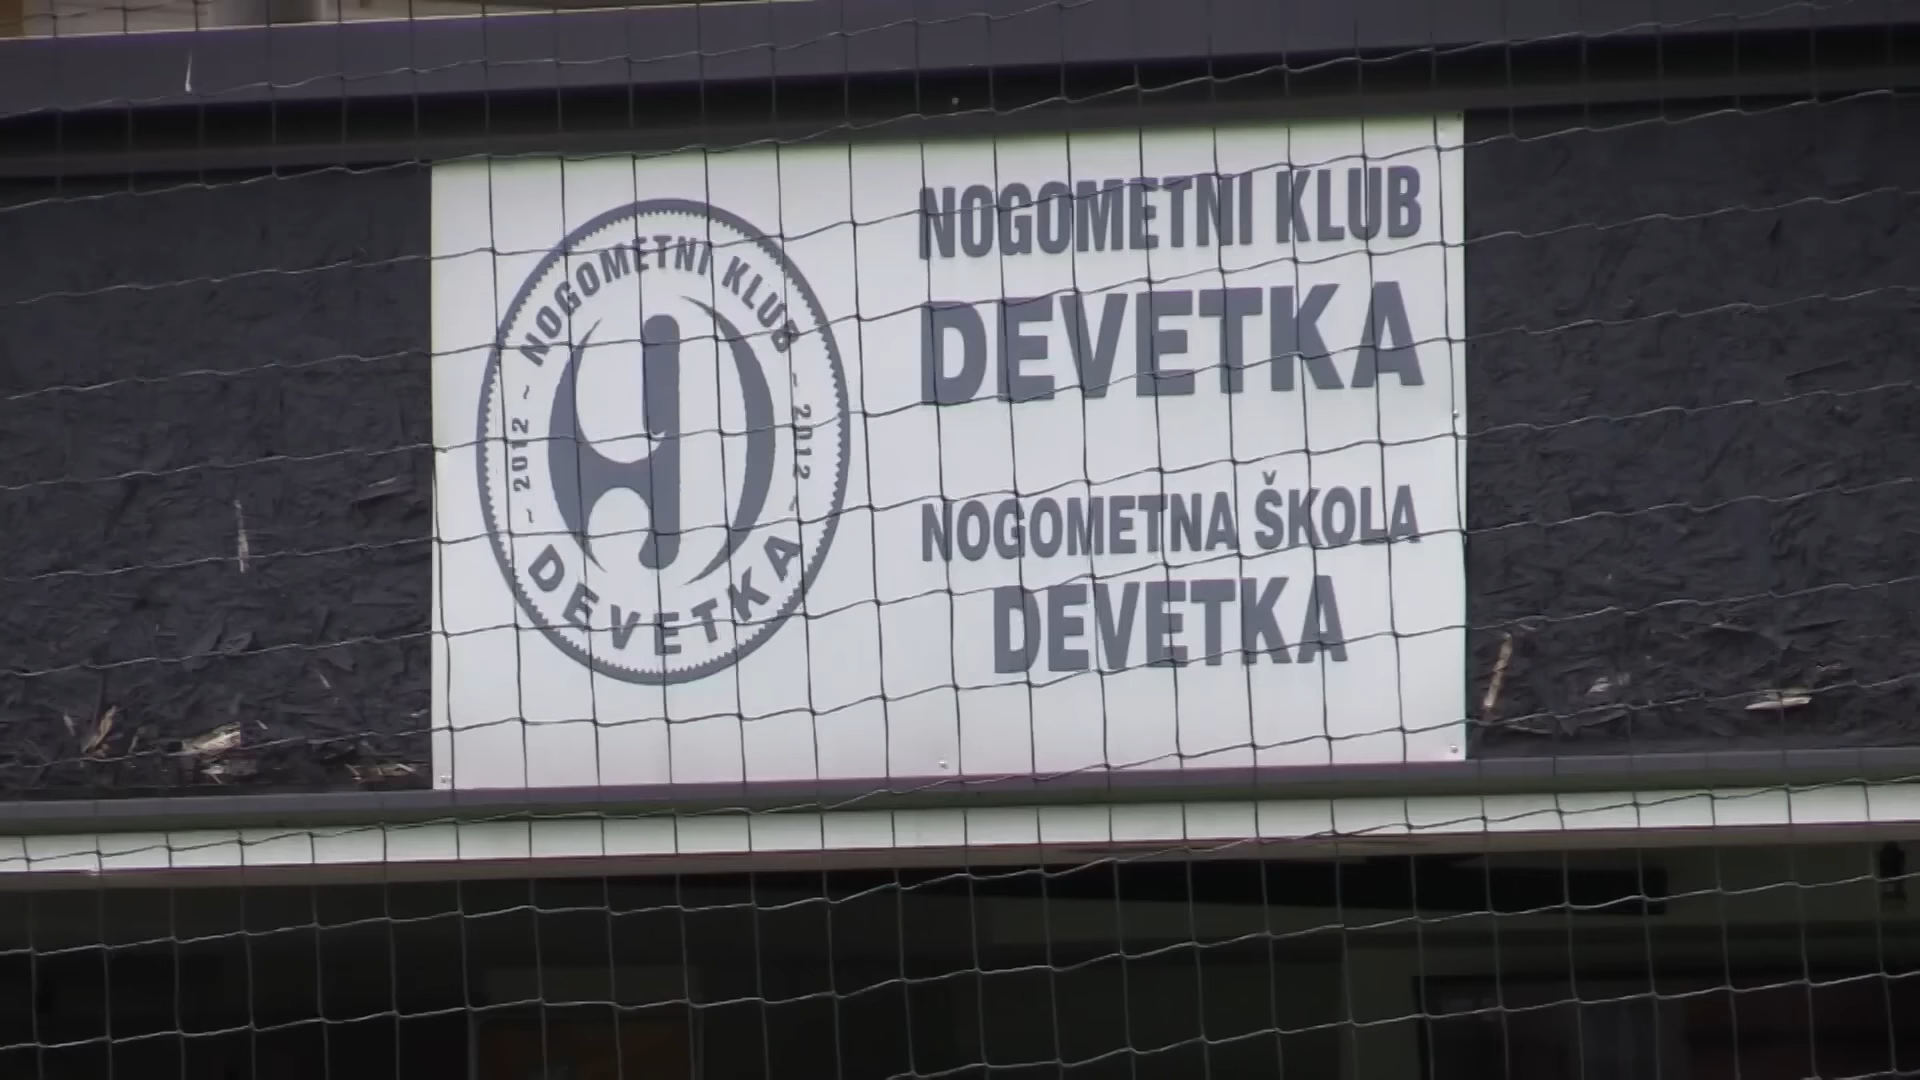 NOGOMETNI KLUB
~ 2012 ~
~ 2012 ~
DEVETKA
NOGOMETNI KLUB
DEVETKA
NOGOMETNA ŠKOLA
DEVETKA